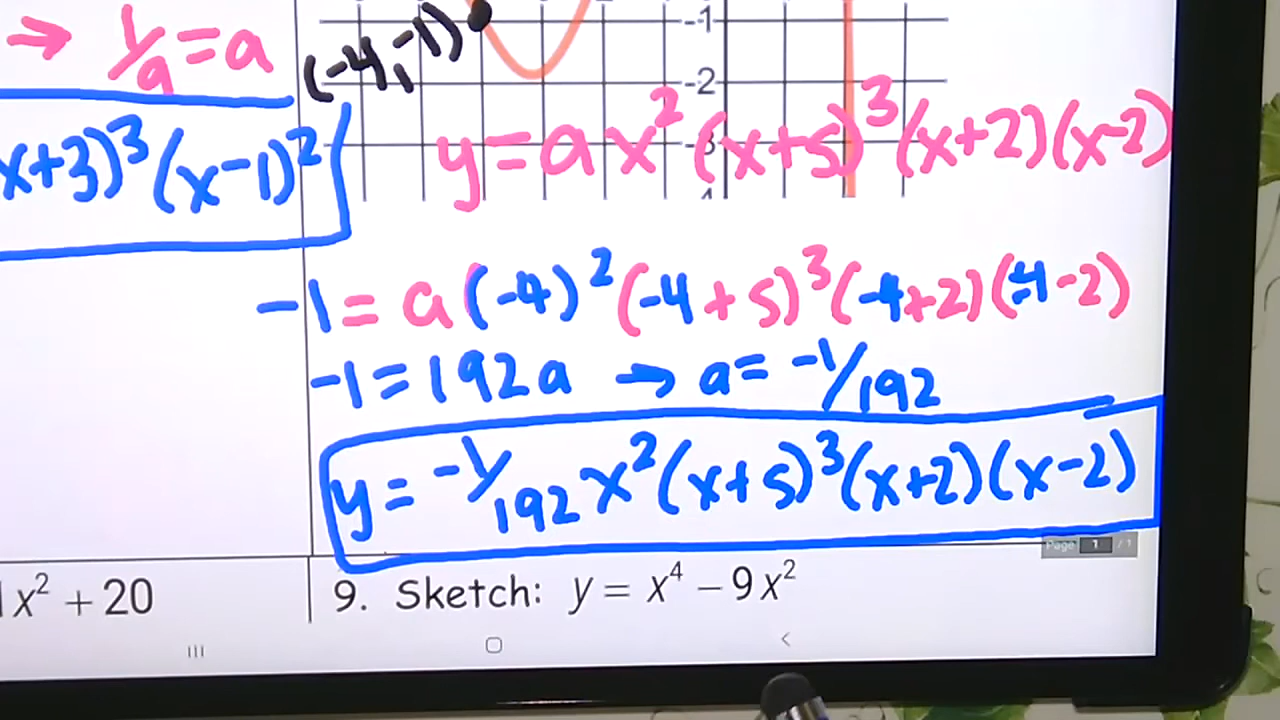 → 1/9 = a
x+3)³(x-1)²
(-4,-1)
-1
-2
-3
y = ax²(x+5)³(x+2)(x-2)
-1 = a(-4)²(-4+5)³(-4+2)(-4-2)
-1 = 192a → a = -1/192
y = -1/192 x²(x+5)³(x+2)(x-2)
Page 1 / 1
x² + 20
9. Sketch: y = x⁴ - 9x²